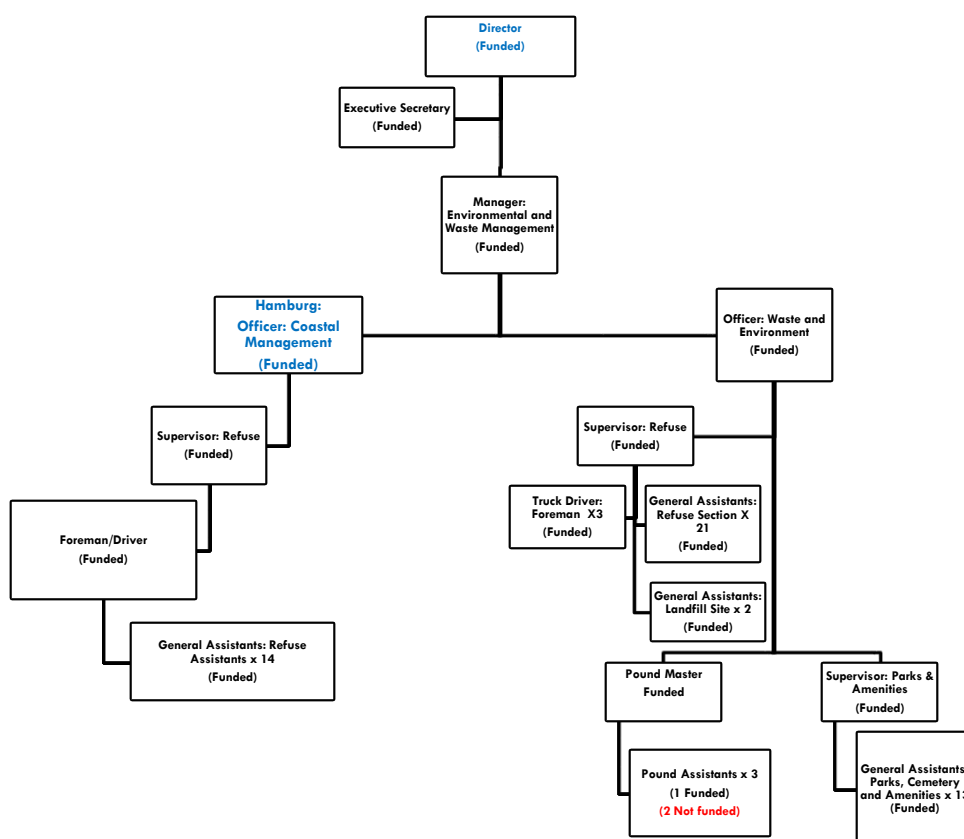 Director
(Funded)
Executive Secretary
(Funded)
Manager:
Environmental and
Waste Management
(Funded)
Hamburg:
Officer: Coastal
Management
(Funded)
Officer: Waste and
Environment
(Funded)
Supervisor: Refuse
(Funded)
Supervisor: Refuse
(Funded)
Foreman/Driver
(Funded)
Truck Driver:
Foreman X3
(Funded)
General Assistants:
Refuse Section X
21
(Funded)
General Assistants:
Landfill Site x 2
(Funded)
General Assistants: Refuse
Assistants x 14
(Funded)
Pound Master
Funded
Supervisor: Parks &
Amenities
(Funded)
Pound Assistants x 3
(1 Funded)
(2 Not funded)
General Assistants
Parks, Cemetery
and Amenities x 13
(Funded)